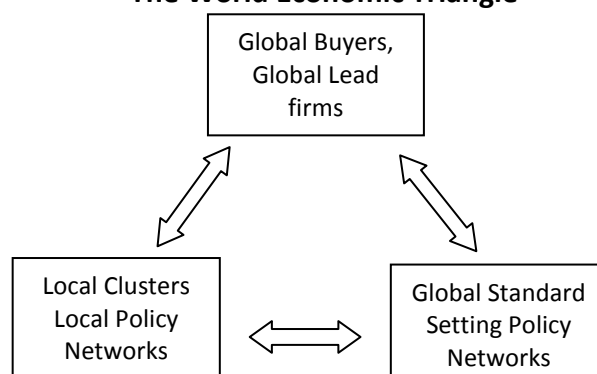 The World Economic Triangle
Global Buyers,
Global Lead
firms
Local Clusters
Local Policy
Networks
Global Standard
Setting Policy
Networks